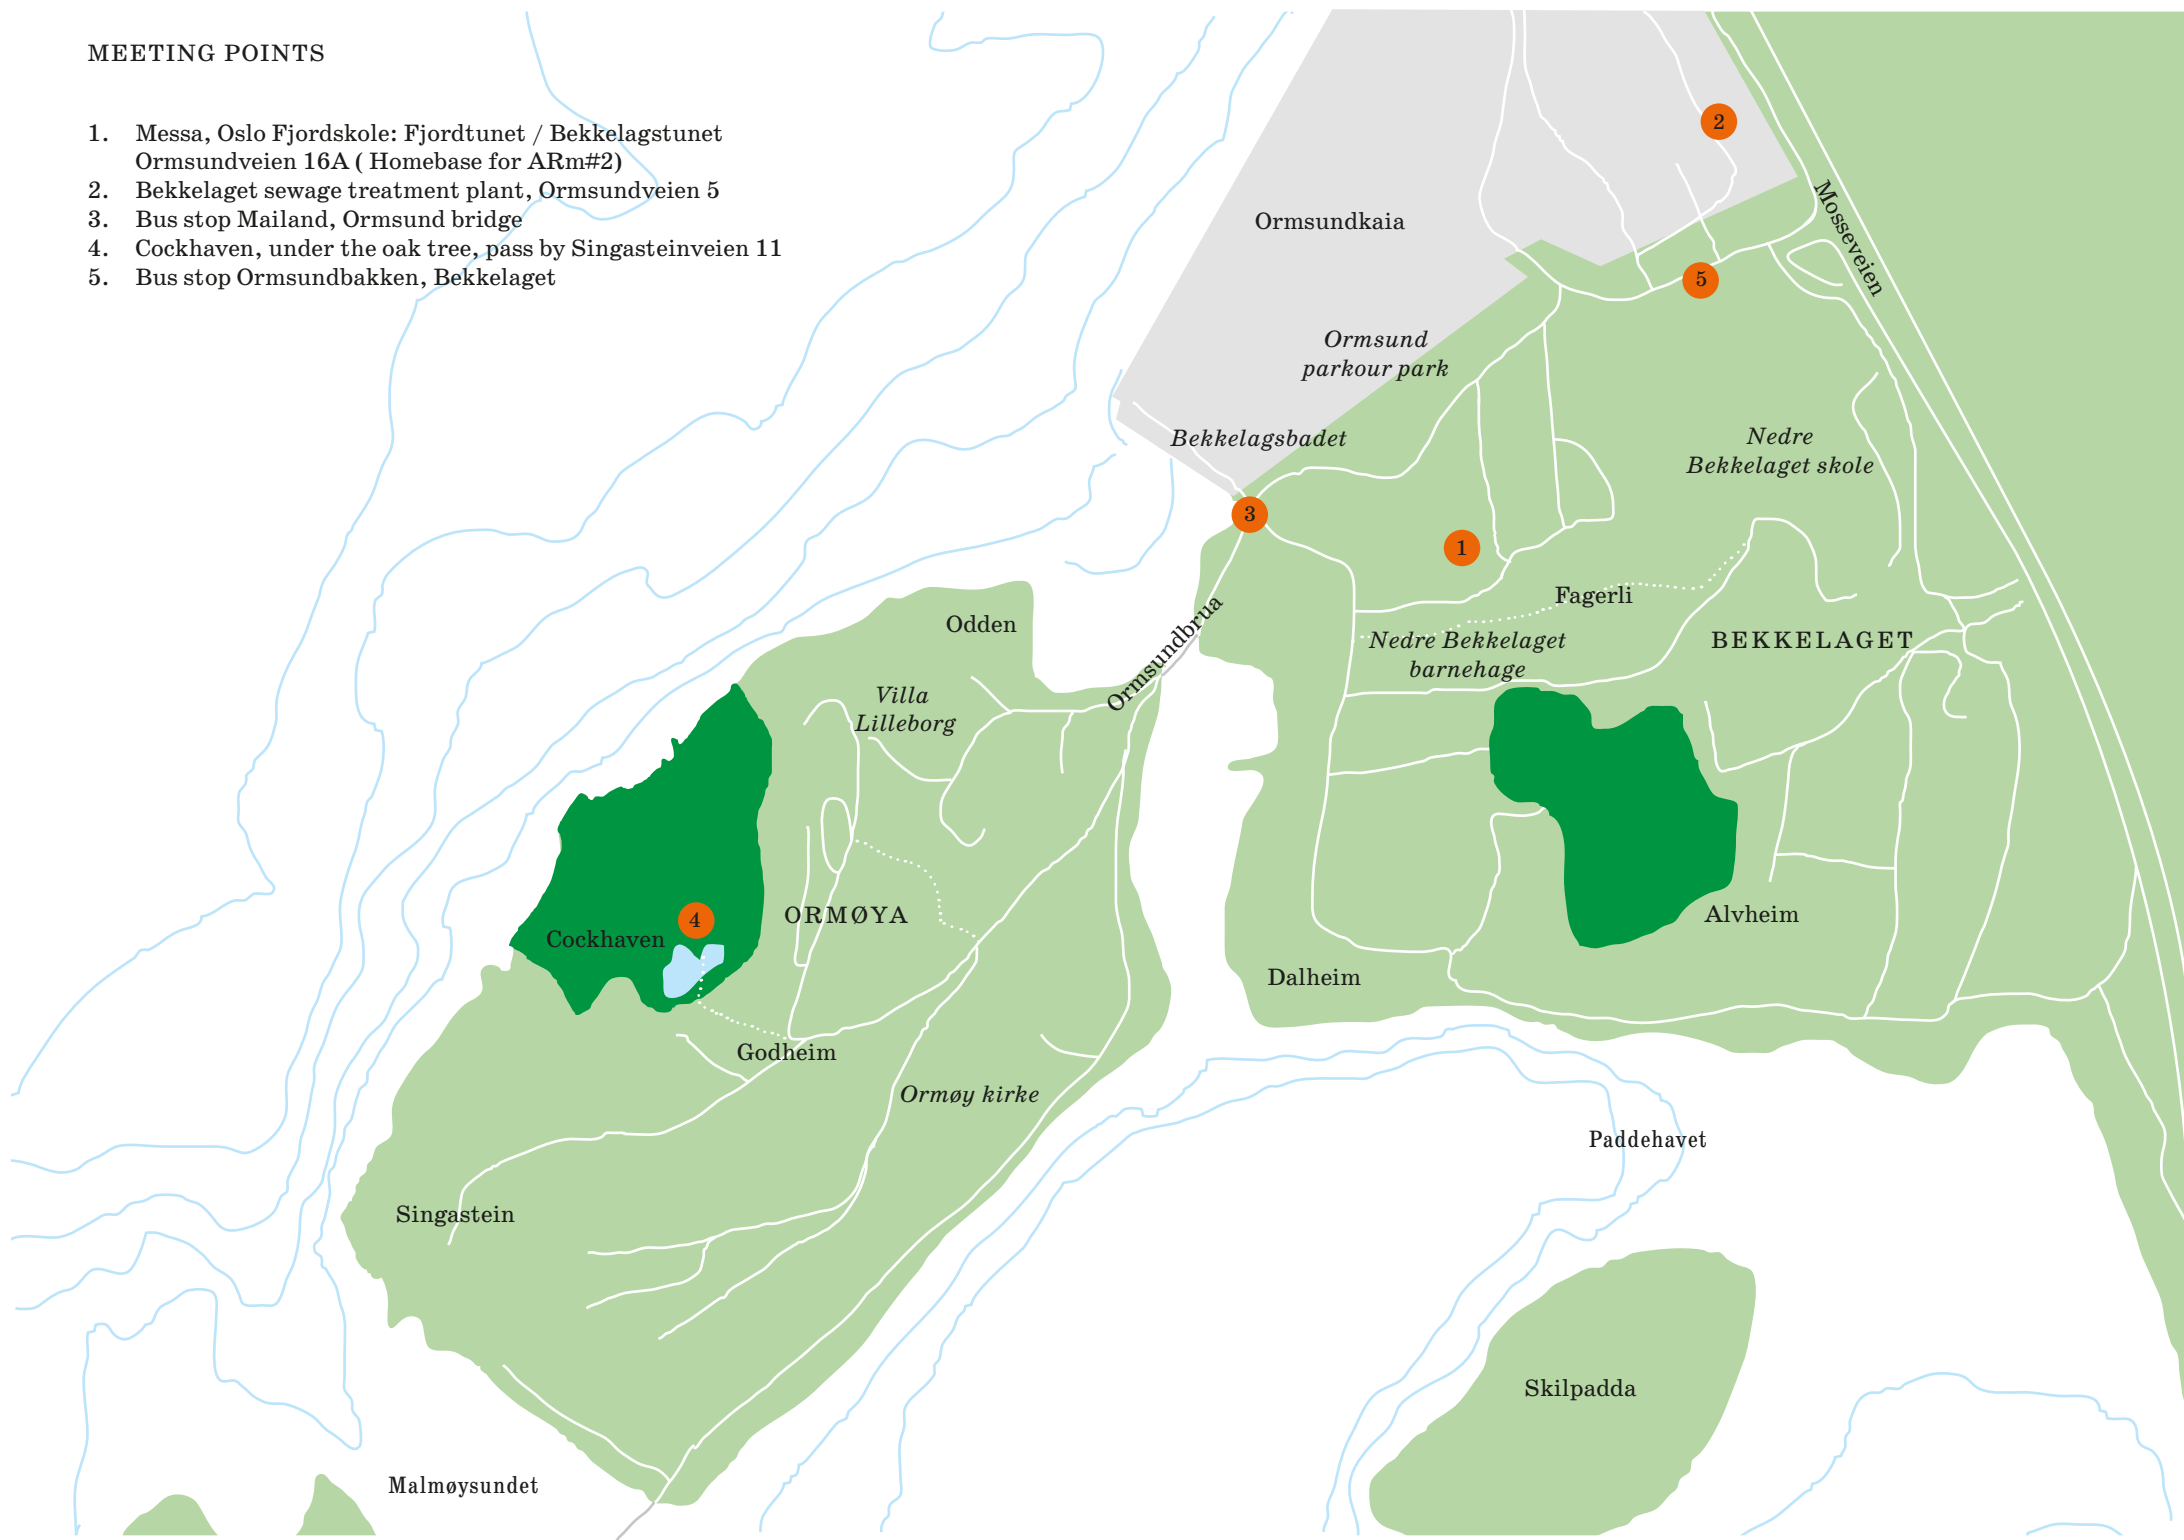 MEETING POINTS
1. Messa, Oslo Fjordskole: Fjordtunet / Bekkelagstunet
Ormsundveien 16A ( Homebase for ARm#2)
2. Bekkelaget sewage treatment plant, Ormsundveien 5
3. Bus stop Mailand, Ormsund bridge
4. Cockhaven, under the oak tree, pass by Singasteinveien 11
5. Bus stop Ormsundbakken, Bekkelaget
2
Mosseveien
Ormsundkaia
5
Ormsund
parkour park
Bekkelagsbadet
Nedre
Bekkelaget skole
3
1
Fagerli
Odden
Ormsundbrua
Nedre Bekkelaget
barnehage
BEKKELAGET
Villa
Lilleborg
4
ORMØYA
Cockhaven
Alvheim
Dalheim
Godheim
Ormøy kirke
Paddehavet
Singastein
Skilpadda
Malmøysundet